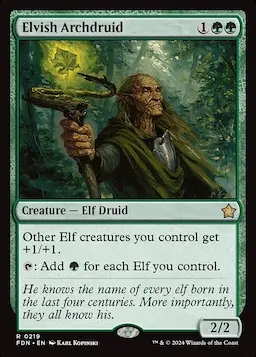 Elvish Archdruid 1
Creature — Elf Druid
Other Elf creatures you control get
+1/+1.
: Add for each Elf you control.
He knows the name of every elf born in
the last four centuries. More importantly,
they all know his.
2/2
R 0219
FDN • EN KARL KOPINSKI
™ & © 2024 Wizards of the Coast